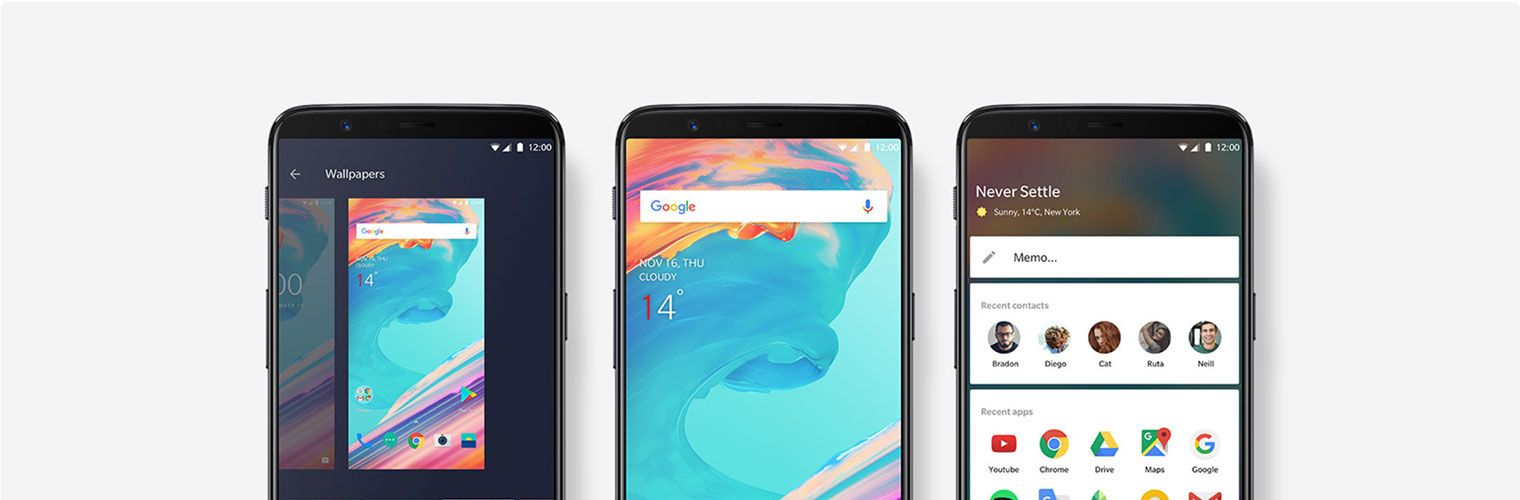 12:00
Wallpapers
Google
NOV 16, THU
CLOUDY
14°
00
12:00
Google
NOV 16, THU
CLOUDY
14°
12:00
Never Settle
Sunny, 14°C, New York
Memo...
Recent contacts
Bradon Diego Cat Ruta Neill
Recent apps
Youtube Chrome Drive Maps Google